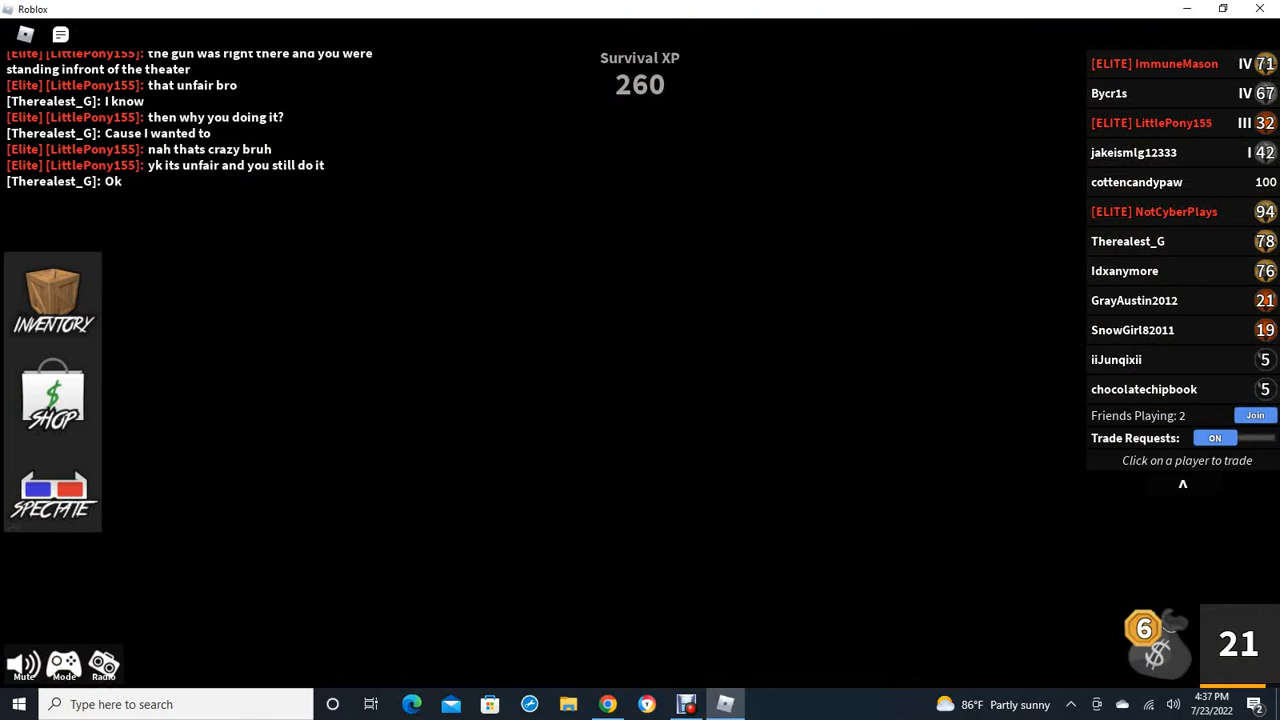 Roblox
[Elite] [LittlePony155]: the gun was right there and you were
standing infront of the theater
[Elite] [LittlePony155]: that unfair bro
[Therealest_G]: I know
[Elite] [LittlePony155]: then why you doing it?
[Therealest_G]: Cause I wanted to
[Elite] [LittlePony155]: nah thats crazy bruh
[Elite] [LittlePony155]: yk its unfair and you still do it
[Therealest_G]: Ok
Survival XP
260
[ELITE] ImmuneMason IV 71
Bycr1s IV 67
[ELITE] LittlePony155 III 32
jakeismlg12333 I 42
cottencandypaw 100
[ELITE] NotCyberPlays 94
Therealest_G 78
Idxanymore 76
GrayAustin2012 21
SnowGirl82011 19
iiJunqixii 5
chocolatechipbook 5
Friends Playing: 2 Join
Trade Requests: ON
Click on a player to trade
^
INVENTORY
$
SHOP
SPECTATE
6
$
21
Mute Mode Radio
Type here to search
86°F Partly sunny
4:37 PM
7/23/2022
2